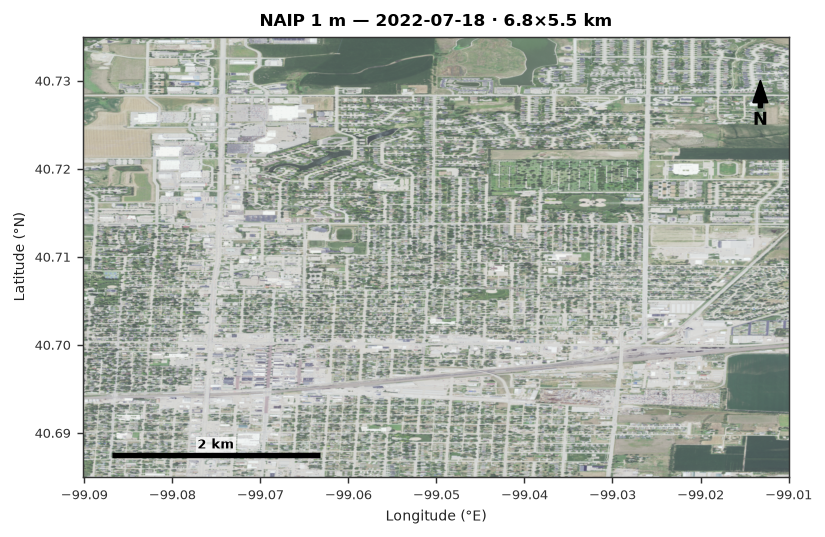 NAIP 1 m — 2022-07-18 · 6.8×5.5 km
40.73
40.72
40.71
40.70
40.69
N
2 km
−99.09 −99.08 −99.07 −99.06 −99.05 −99.04 −99.03 −99.02 −99.01
Longitude (°E)
Latitude (°N)